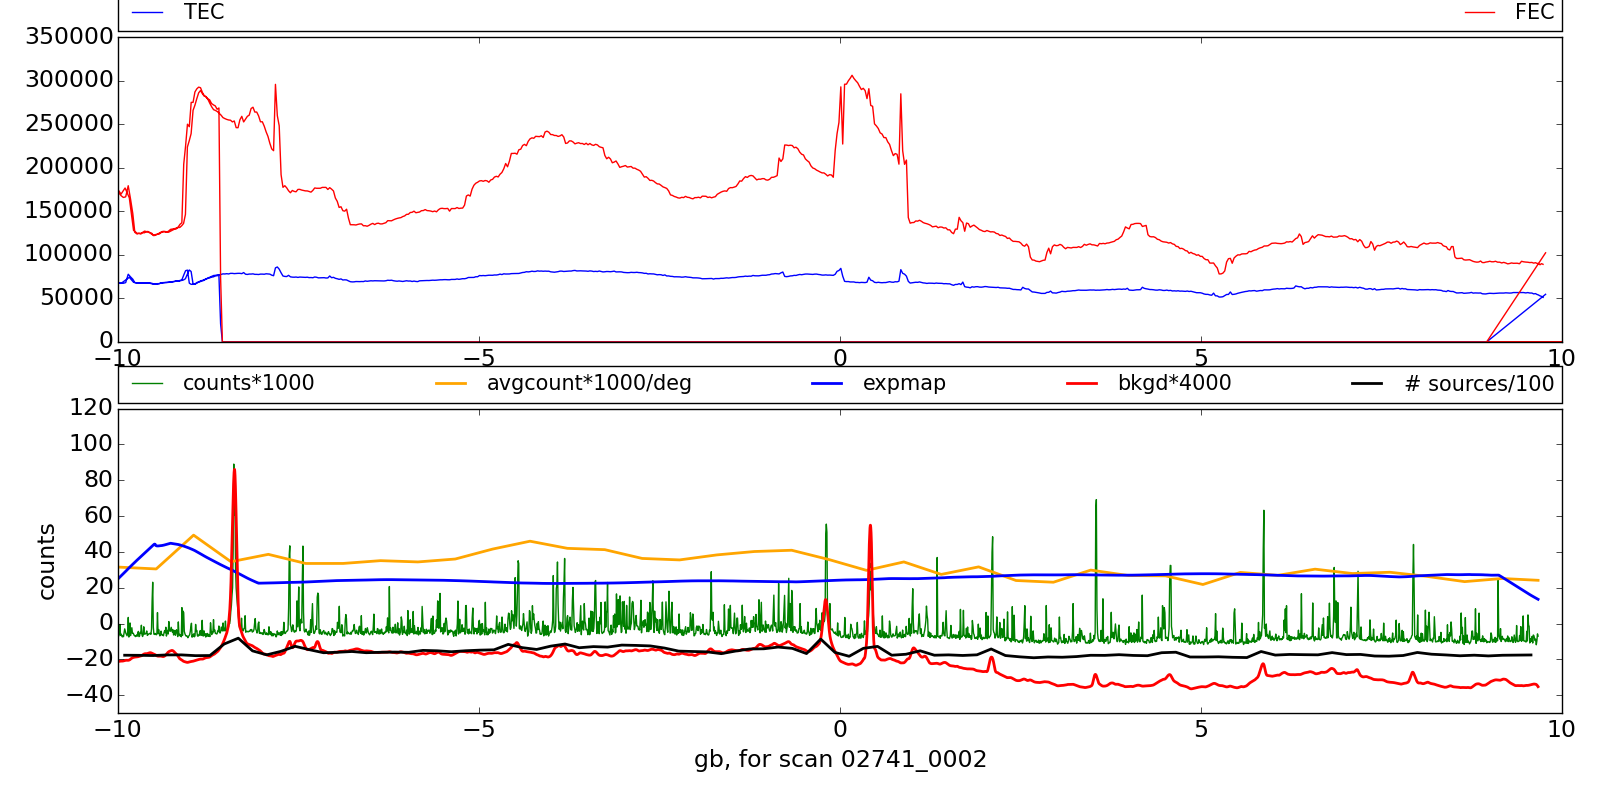 TEC FEC
350000
300000
250000
200000
150000
100000
50000
0
−10 −5 0 5 10
counts*1000 avgcount*1000/deg expmap bkgd*4000 # sources/100
120
100
80
60
40
20
0
−20
−40
counts
−10 −5 0 5 10
gb, for scan 02741_0002